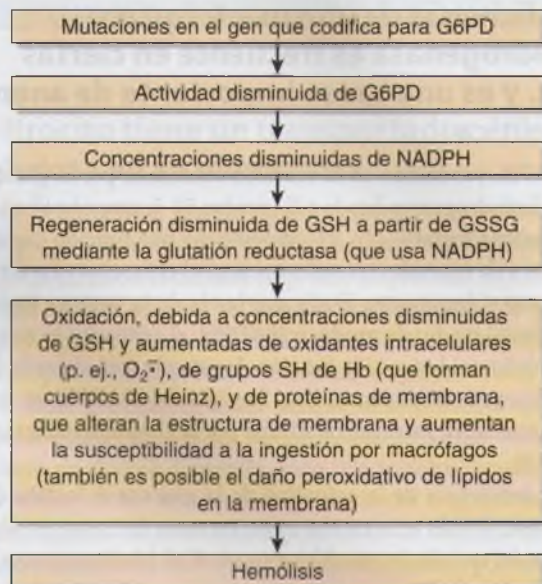 Mutaciones en el gen que codifica para G6PD
Actividad disminuida de G6PD
Concentraciones disminuidas de NADPH
Regeneración disminuida de GSH a partir de GSSG
mediante la glutatión reductasa (que usa NADPH)
Oxidación, debida a concentraciones disminuidas
de GSH y aumentadas de oxidantes intracelulares
(p. ej., O₂⨪), de grupos SH de Hb (que forman
cuerpos de Heinz), y de proteínas de membrana,
que alteran la estructura de membrana y aumentan
la susceptibilidad a la ingestión por macrófagos
(también es posible el daño peroxidativo de lípidos
en la membrana)
Hemólisis